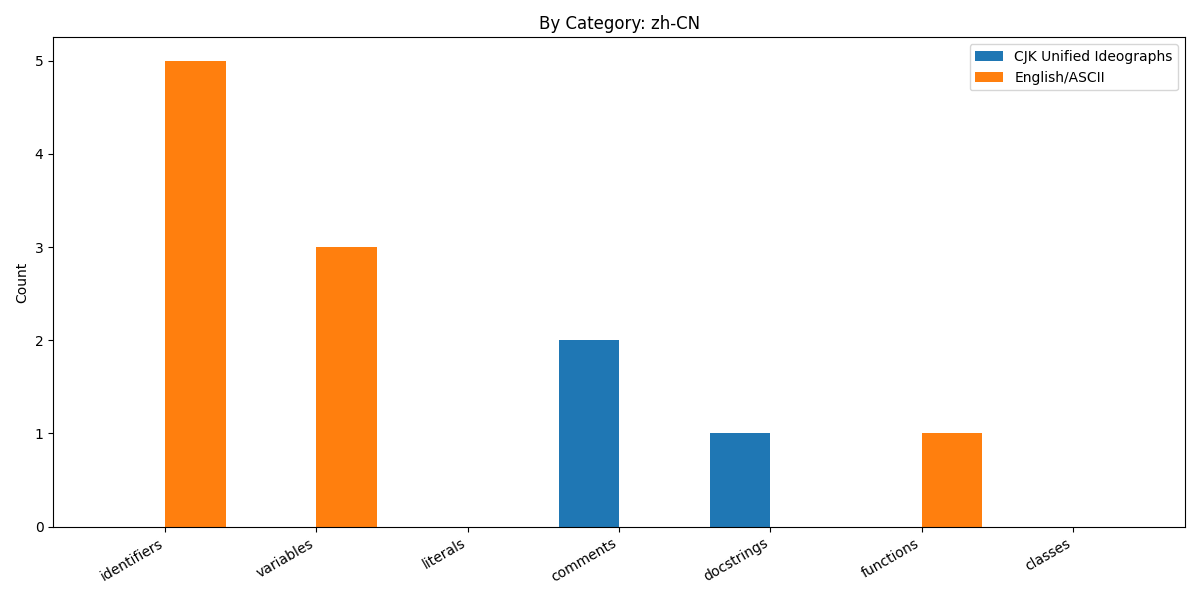 By Category: zh-CN
CJK Unified Ideographs
English/ASCII
Count
5
4
3
2
1
0
identifiers
variables
literals
comments
docstrings
functions
classes